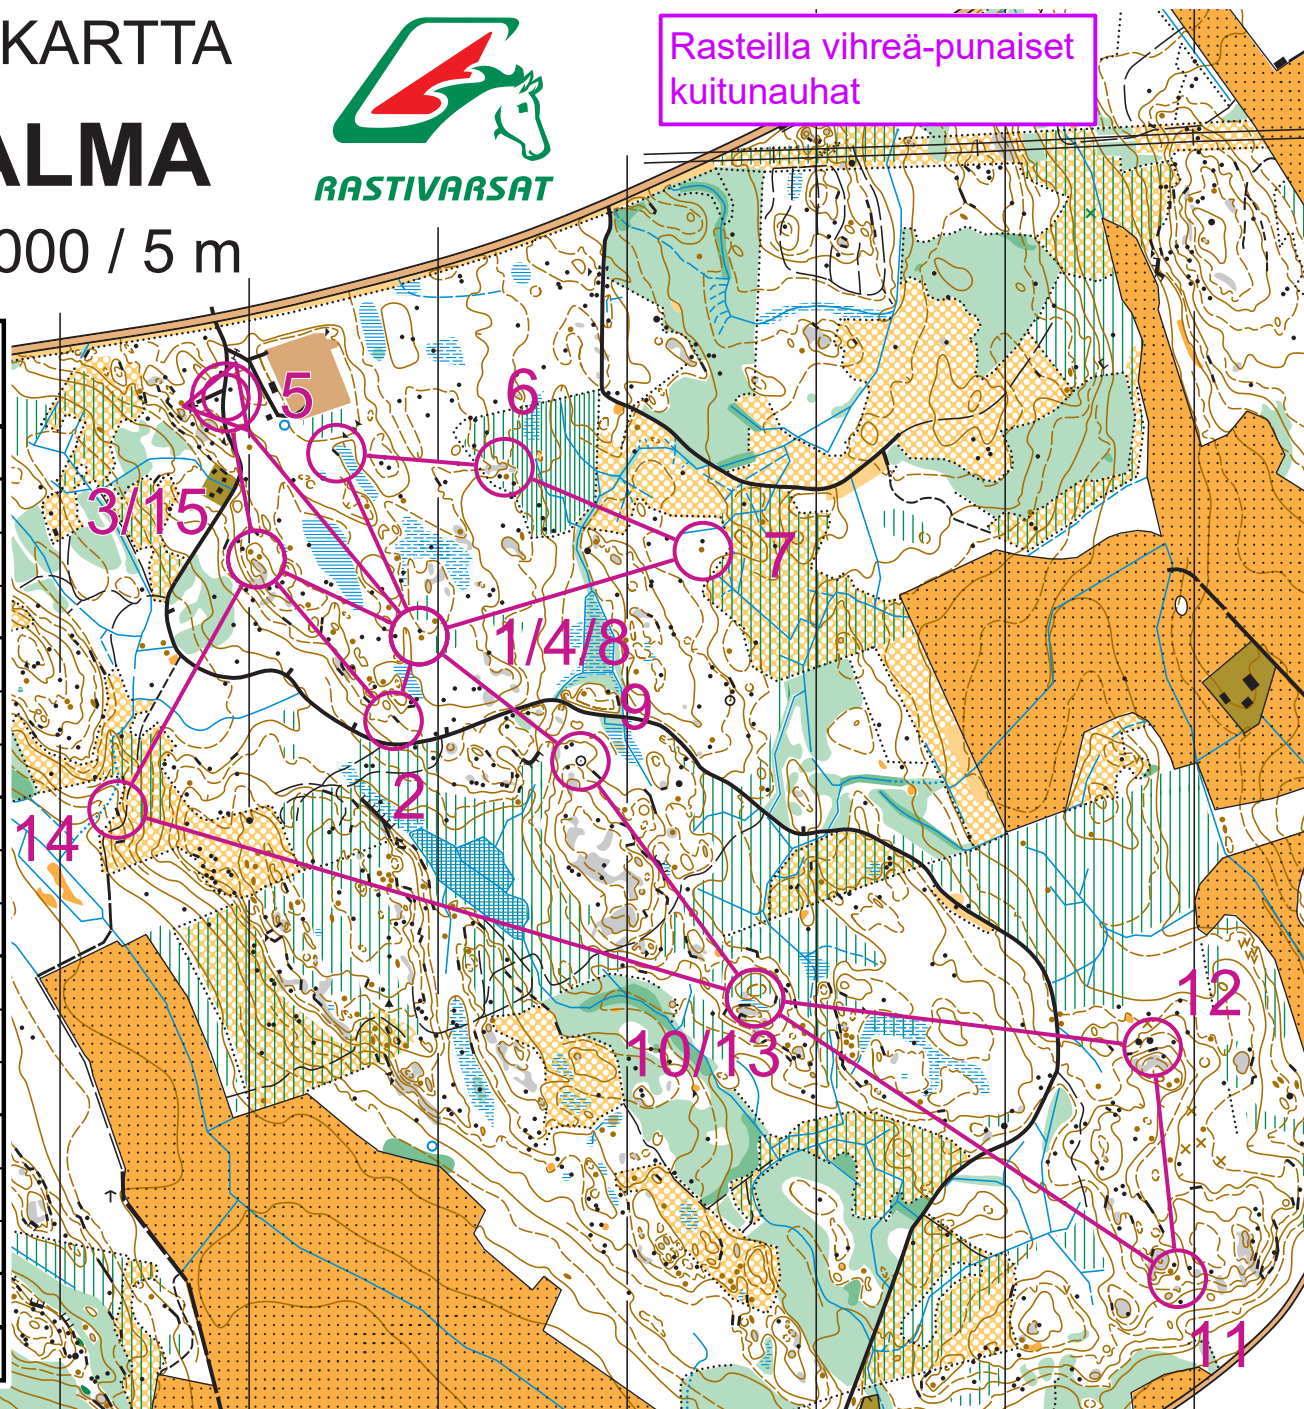 KARTTA
ALMA
000 / 5 m
RASTIVARSAT
Rasteilla vihreä-punaiset
kuitunauhat
5
6
3/15
7
1/4/8
9
2
14
12
10/13
11